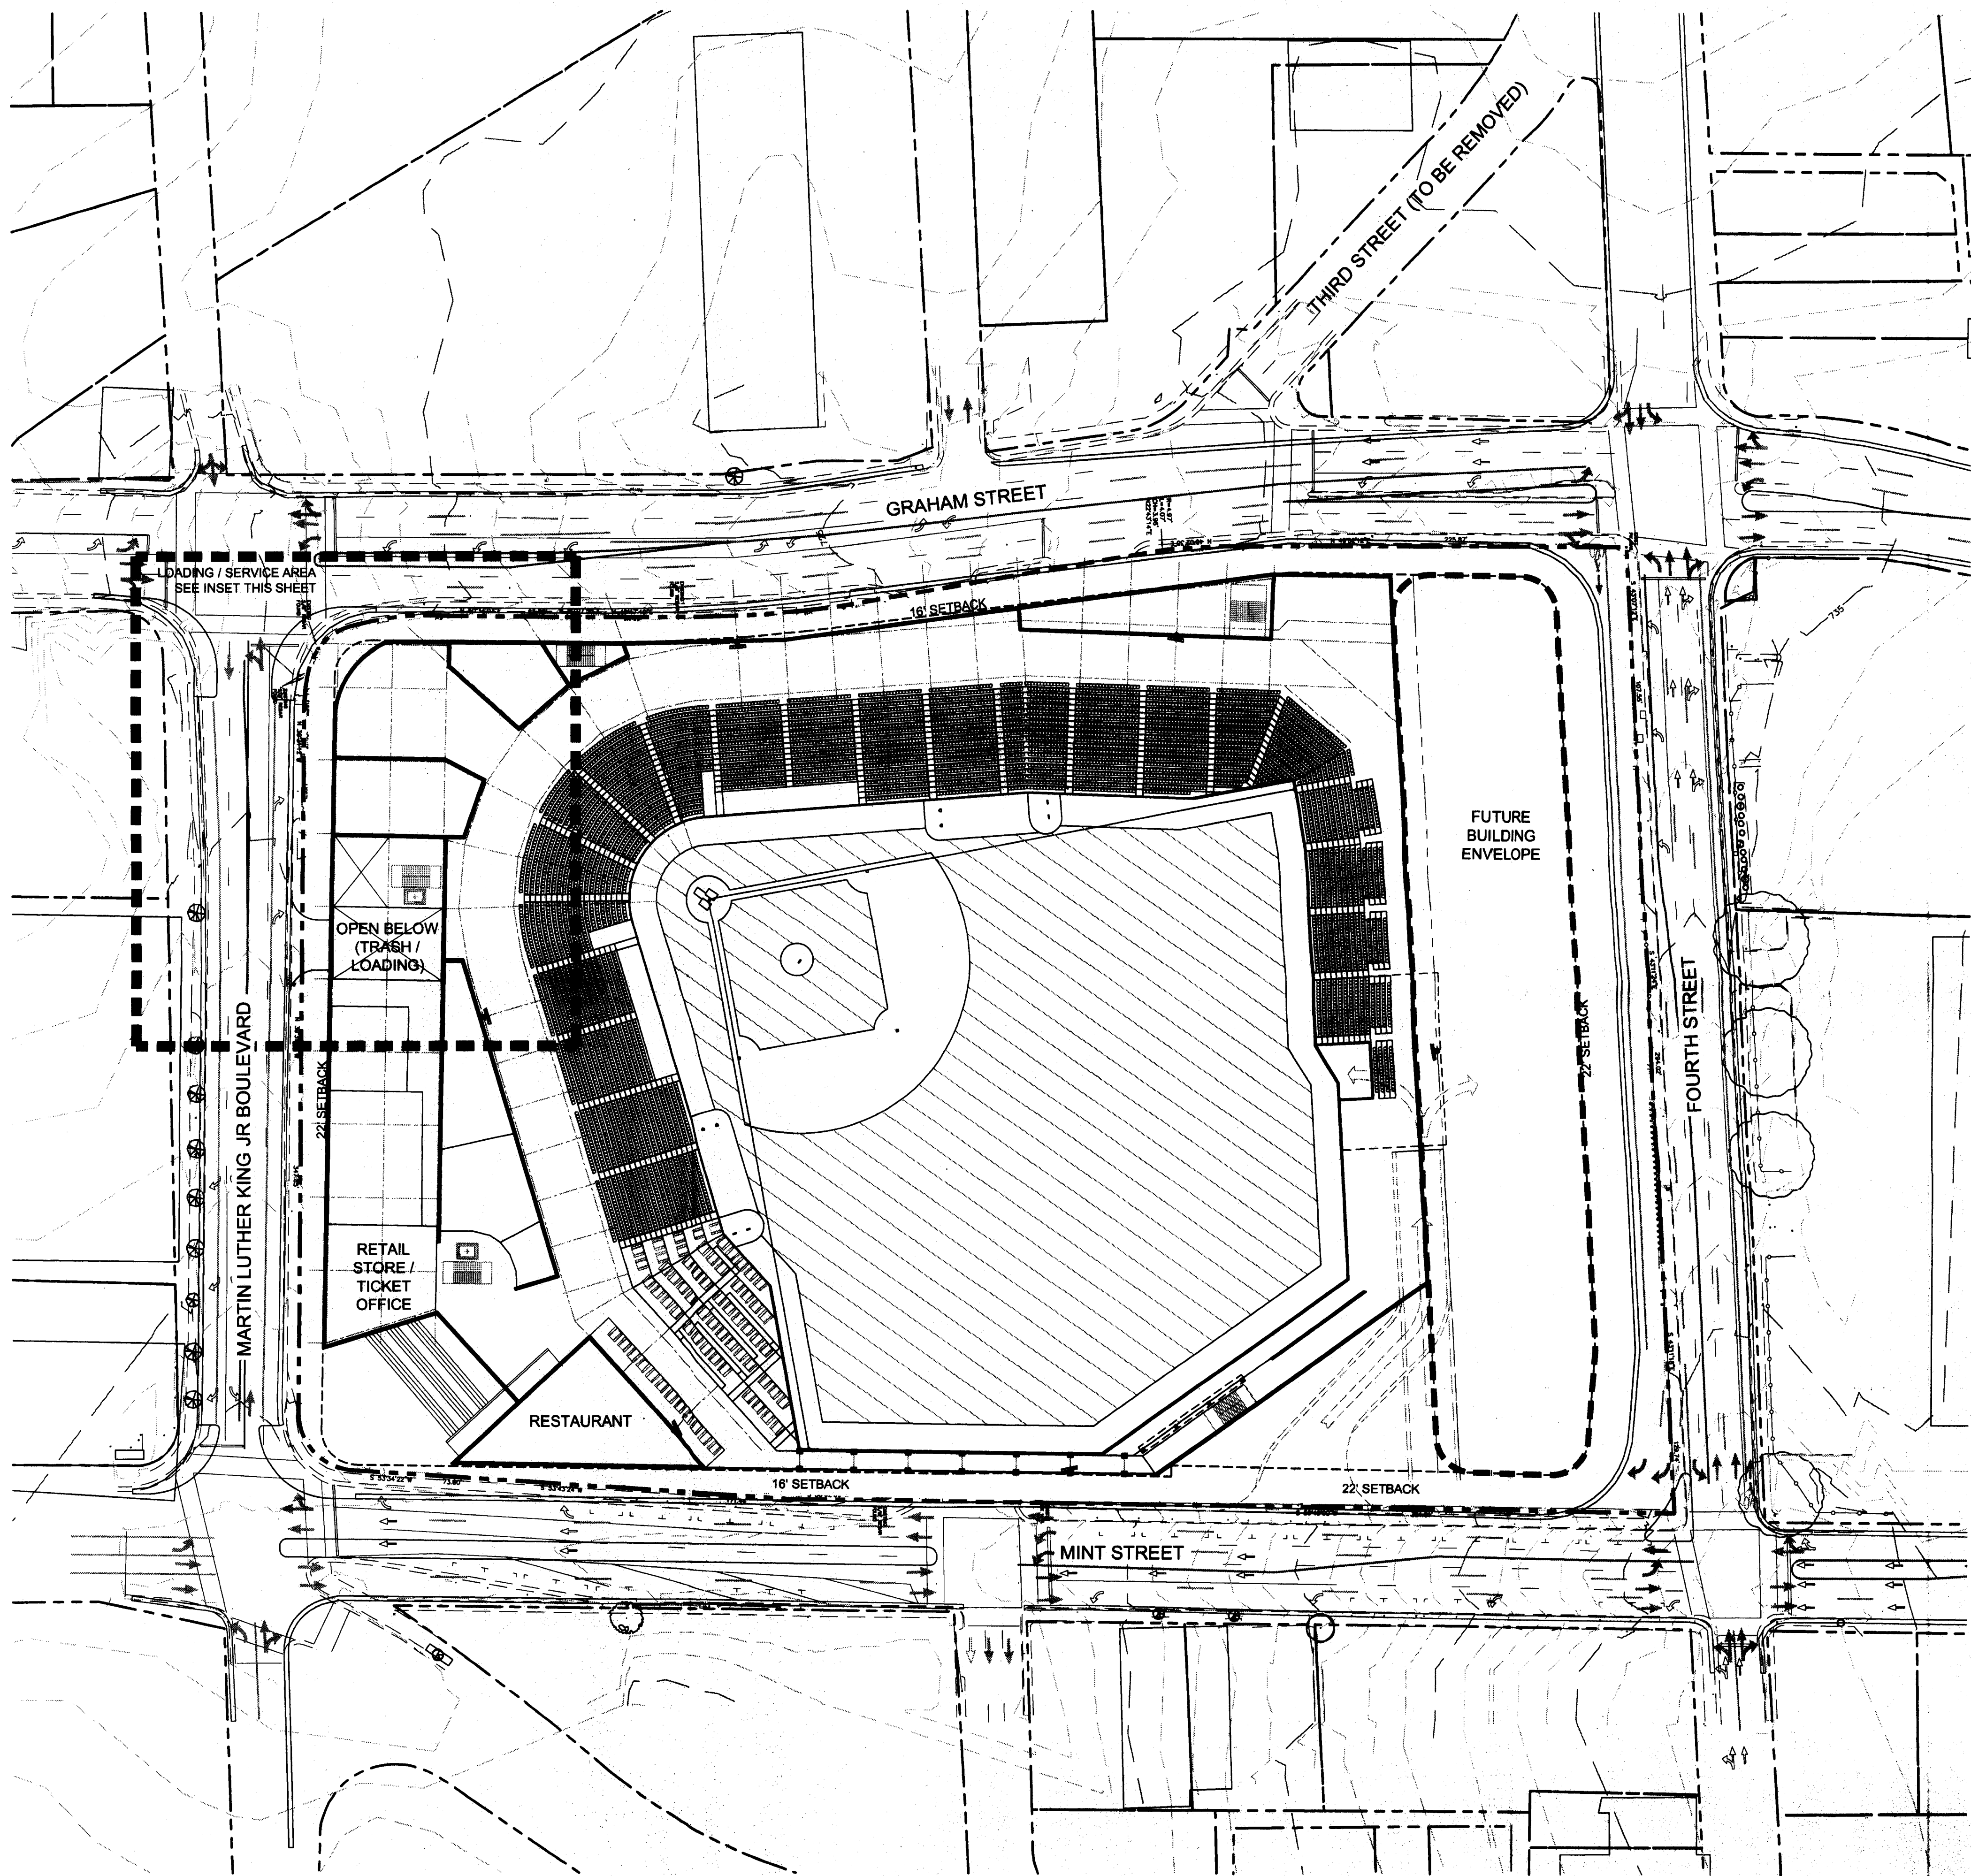 THIRD STREET (TO BE REMOVED)
GRAHAM STREET
LOADING / SERVICE AREA
SEE INSET THIS SHEET
16' SETBACK
735
FUTURE
BUILDING
ENVELOPE
OPEN BELOW
(TRASH /
LOADING)
MARTIN LUTHER KING JR BOULEVARD
22' SETBACK
22' SETBACK
FOURTH STREET
RETAIL
STORE /
TICKET
OFFICE
RESTAURANT
16' SETBACK
22' SETBACK
MINT STREET